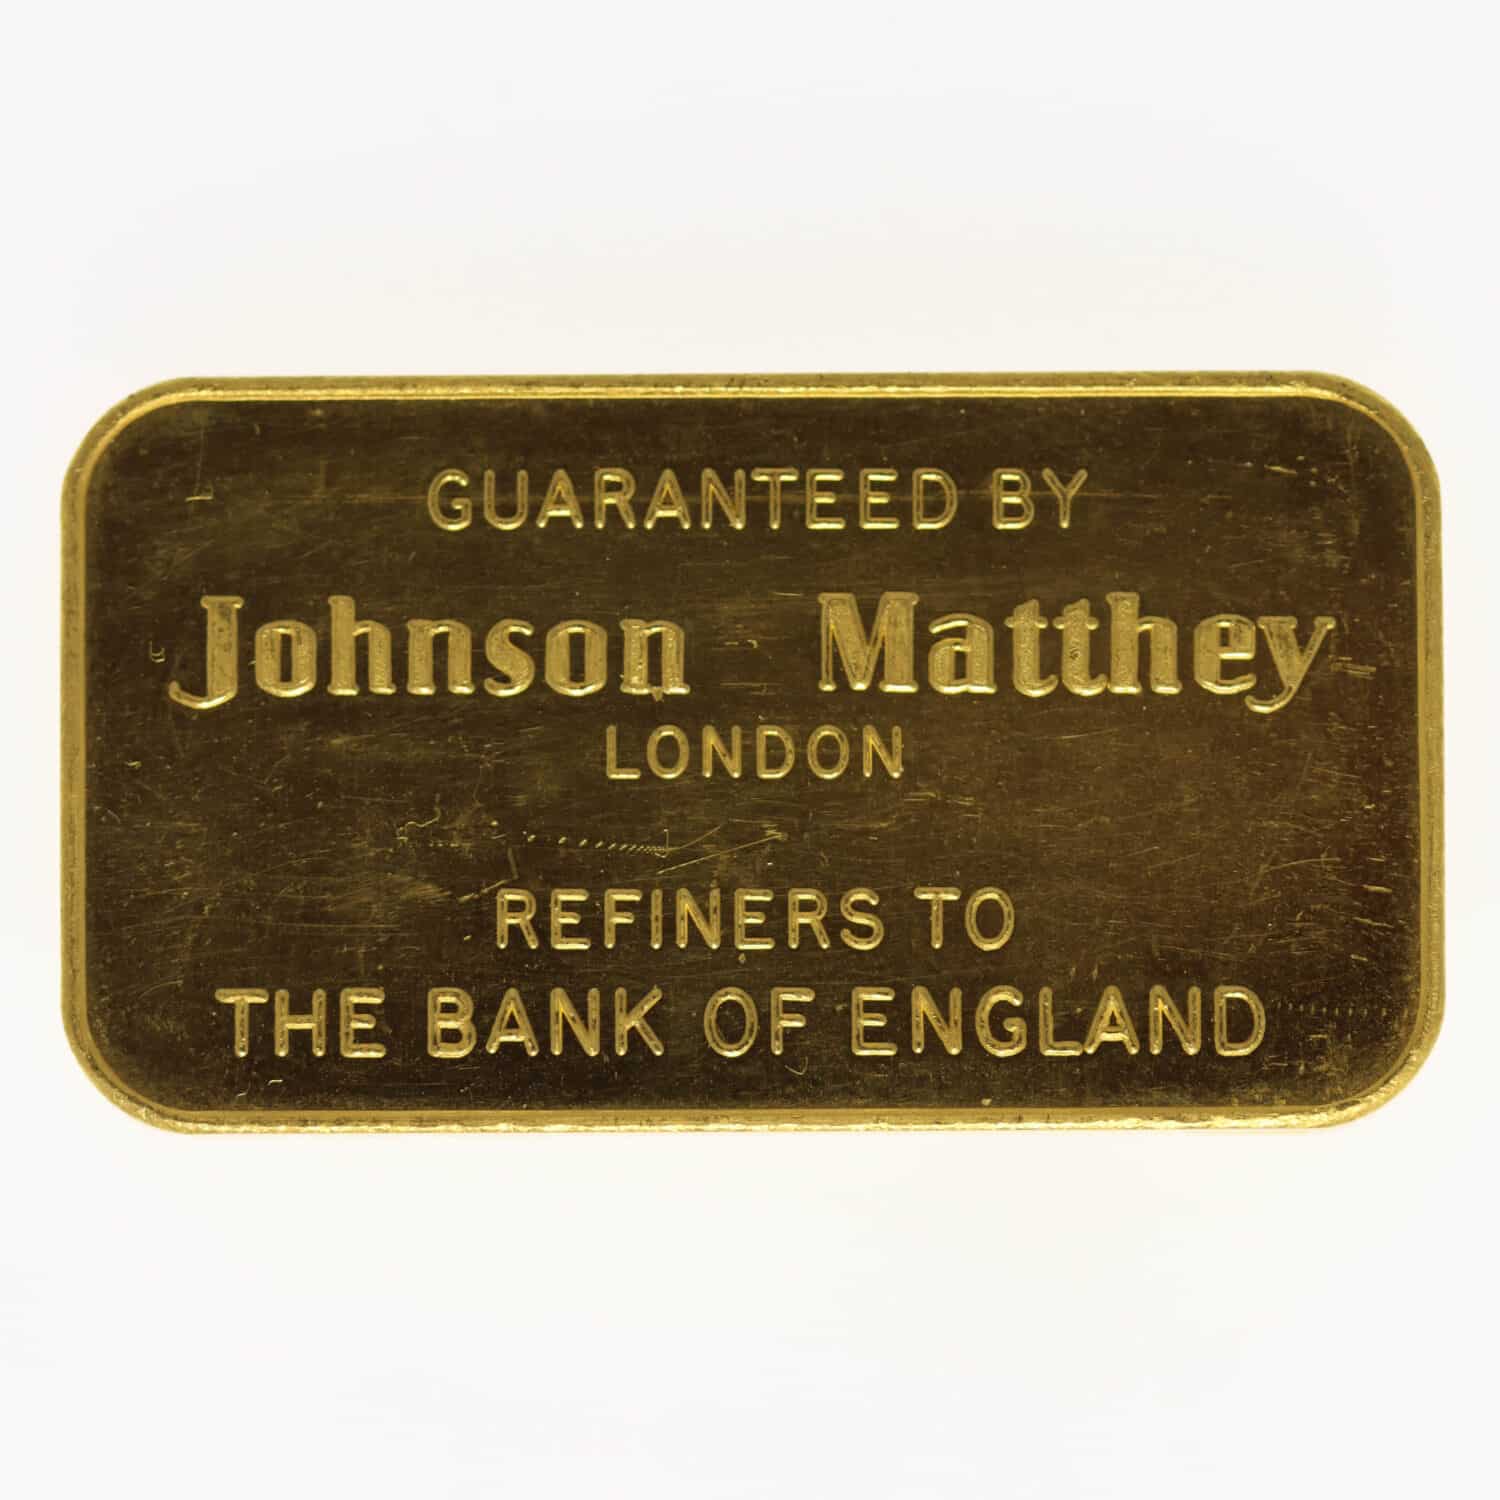 GUARANTEED BY
Johnson Matthey
LONDON
REFINERS TO
THE BANK OF ENGLAND